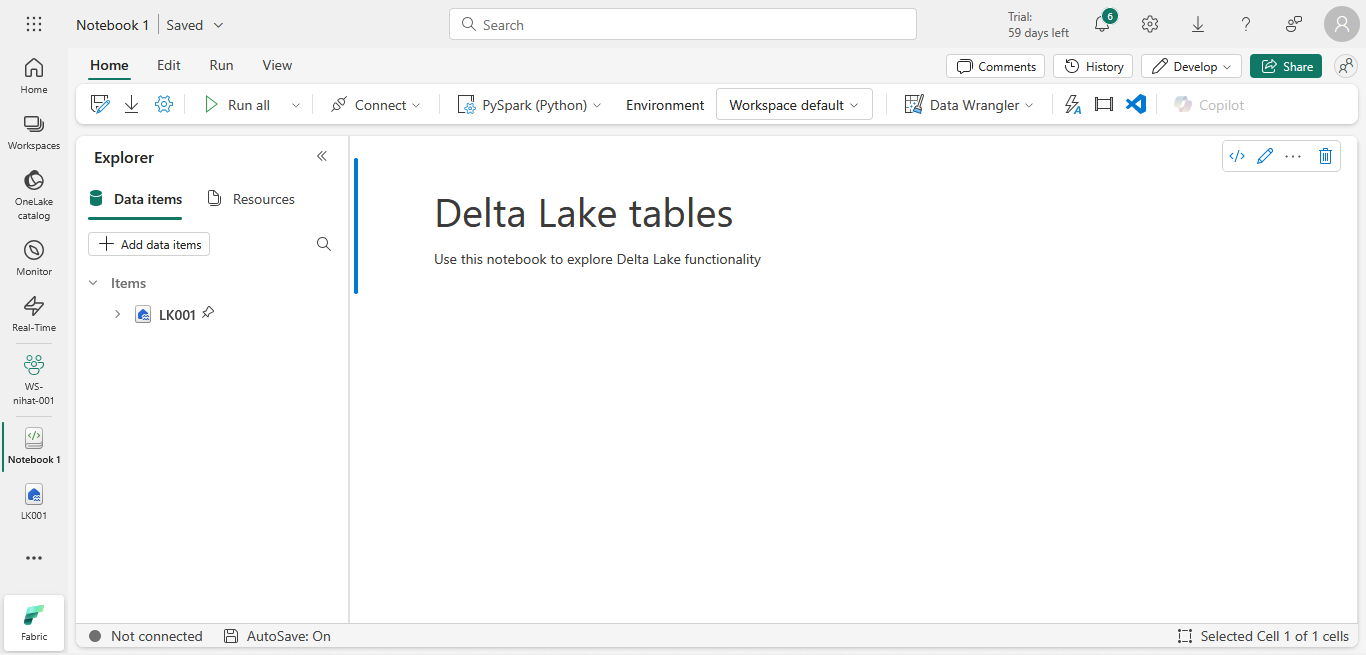 Notebook 1 Saved
Search
Trial:
59 days left
6
Home
Edit
Run
View
Comments
History
Develop
Share
Run all
Connect
PySpark (Python)
Environment
Workspace default
Data Wrangler
Copilot
Home
Workspaces
OneLake
catalog
Monitor
Real-Time
WS-
nihat-001
Notebook 1
LK001
Fabric
Explorer
Data items
Resources
Add data items
Items
LK001
Delta Lake tables
Use this notebook to explore Delta Lake functionality
Not connected
AutoSave: On
Selected Cell 1 of 1 cells